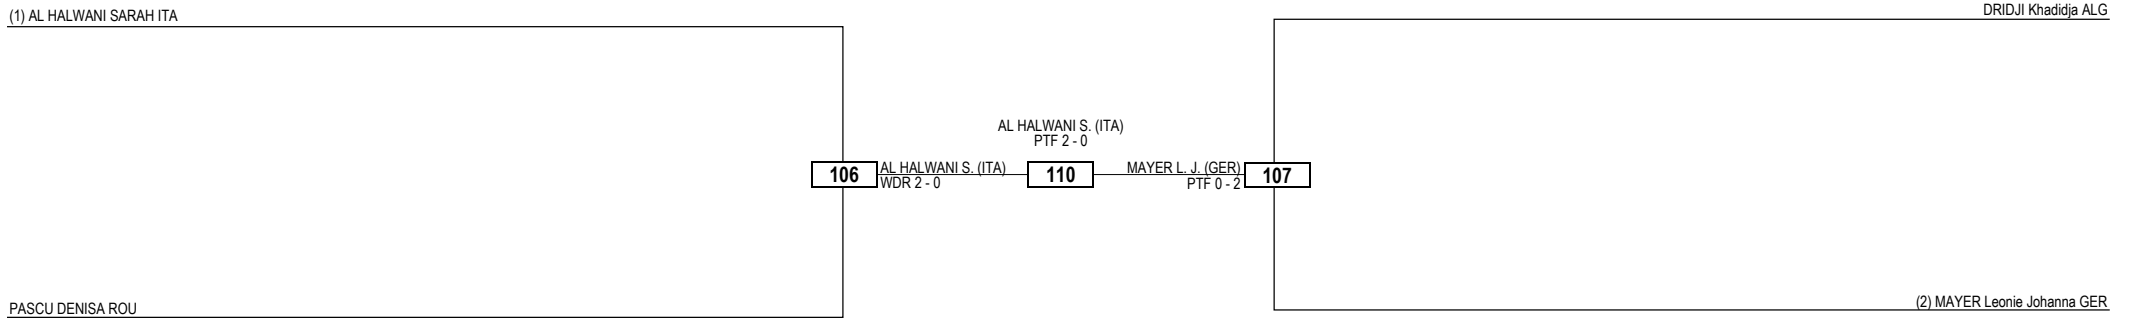 (1) AL HALWANI SARAH ITA
DRIDJI Khadidja ALG
AL HALWANI S. (ITA)
PTF 2 - 0
106
AL HALWANI S. (ITA)
WDR 2 - 0
110
MAYER L. J. (GER)
PTF 0 - 2
107
PASCU DENISA ROU
(2) MAYER Leonie Johanna GER